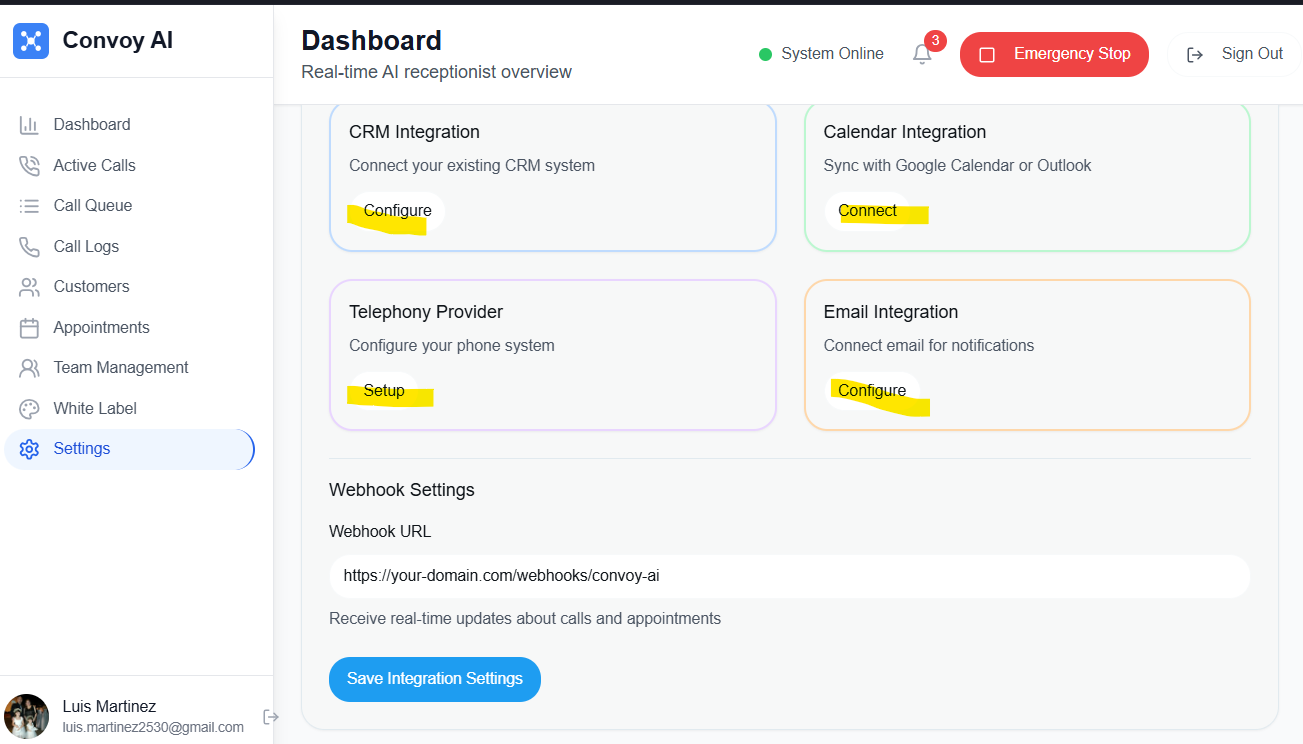 Convoy AI
Dashboard
Real-time AI receptionist overview
System Online
3
Emergency Stop
Sign Out
Dashboard
Active Calls
Call Queue
Call Logs
Customers
Appointments
Team Management
White Label
Settings
Luis Martinez
luis.martinez2530@gmail.com
CRM Integration
Connect your existing CRM system
Configure
Calendar Integration
Sync with Google Calendar or Outlook
Connect
Telephony Provider
Configure your phone system
Setup
Email Integration
Connect email for notifications
Configure
Webhook Settings
Webhook URL
https://your-domain.com/webhooks/convoy-ai
Receive real-time updates about calls and appointments
Save Integration Settings